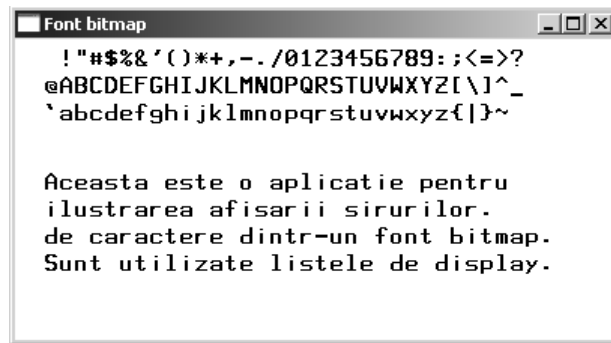 Font bitmap
 !"#$%&'()*+,-./0123456789:;<=>?
@ABCDEFGHIJKLMNOPQRSTUVWXYZ[\]^_
`abcdefghijklmnopqrstuvwxyz{|}~
Aceasta este o aplicatie pentru
ilustrarea afisarii sirurilor.
de caractere dintr-un font bitmap.
Sunt utilizate listele de display.